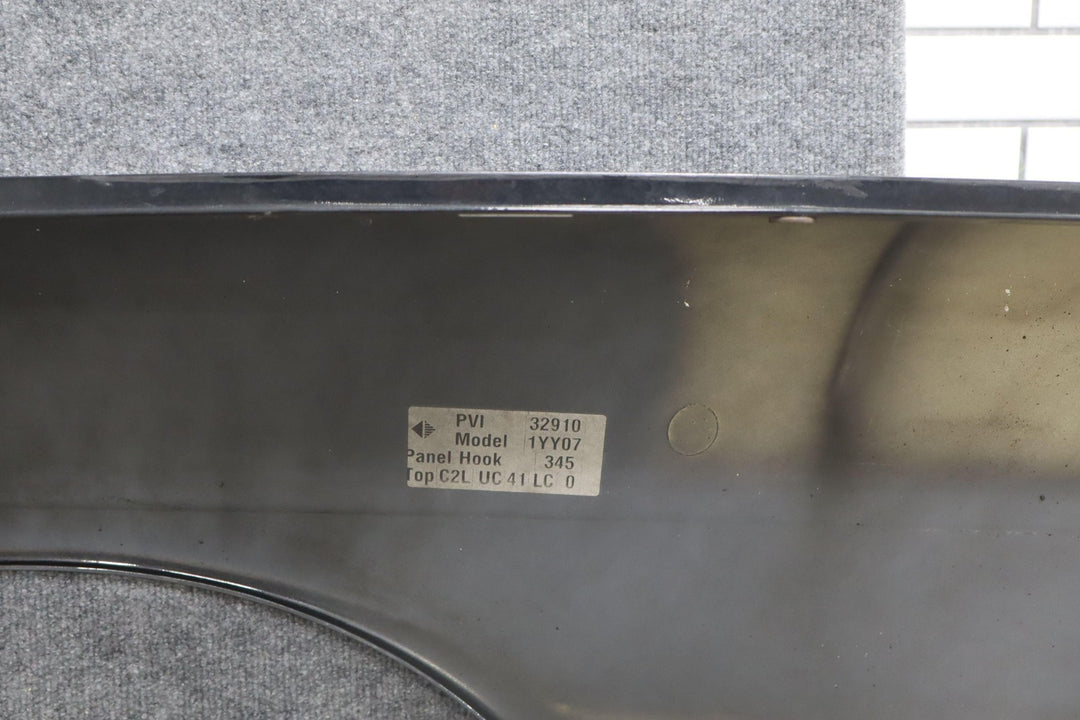 PVI 32910
Model 1YY07
Panel Hook 345
Top C2L UC 41 LC 0